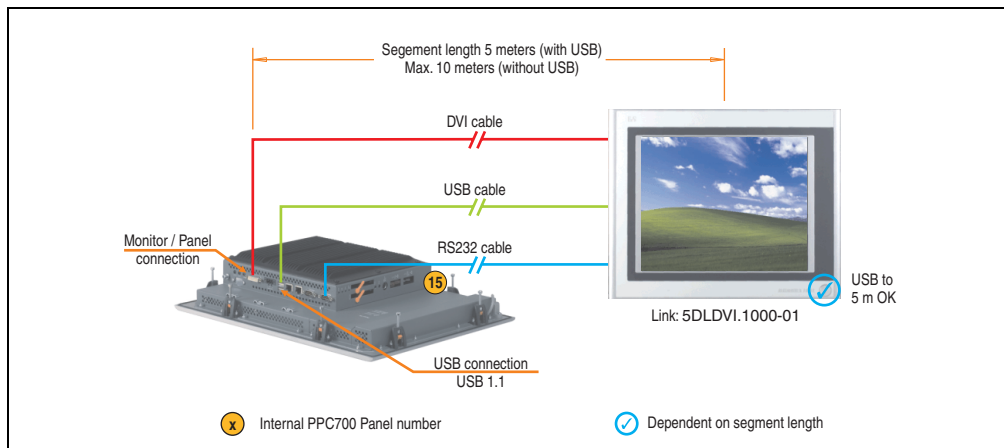 Segement length 5 meters (with USB)
Max. 10 meters (without USB)
DVI cable
USB cable
Monitor / Panel
connection
RS232 cable
15
USB to
5 m OK
Link: 5DLDVI.1000-01
USB connection
USB 1.1
x
Internal PPC700 Panel number
Dependent on segment length